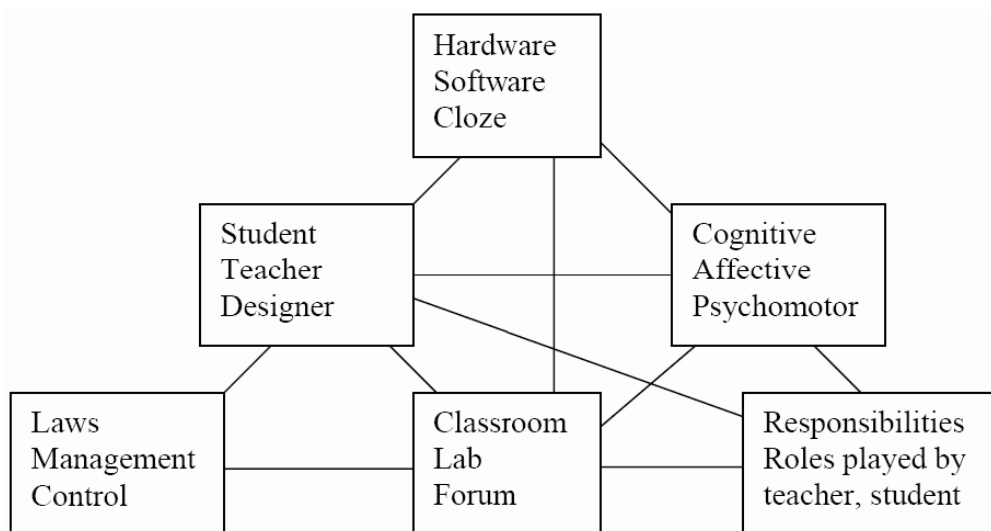 Hardware
Software
Cloze
Student
Teacher
Designer
Cognitive
Affective
Psychomotor
Laws
Management
Control
Classroom
Lab
Forum
Responsibilities
Roles played by
teacher, student